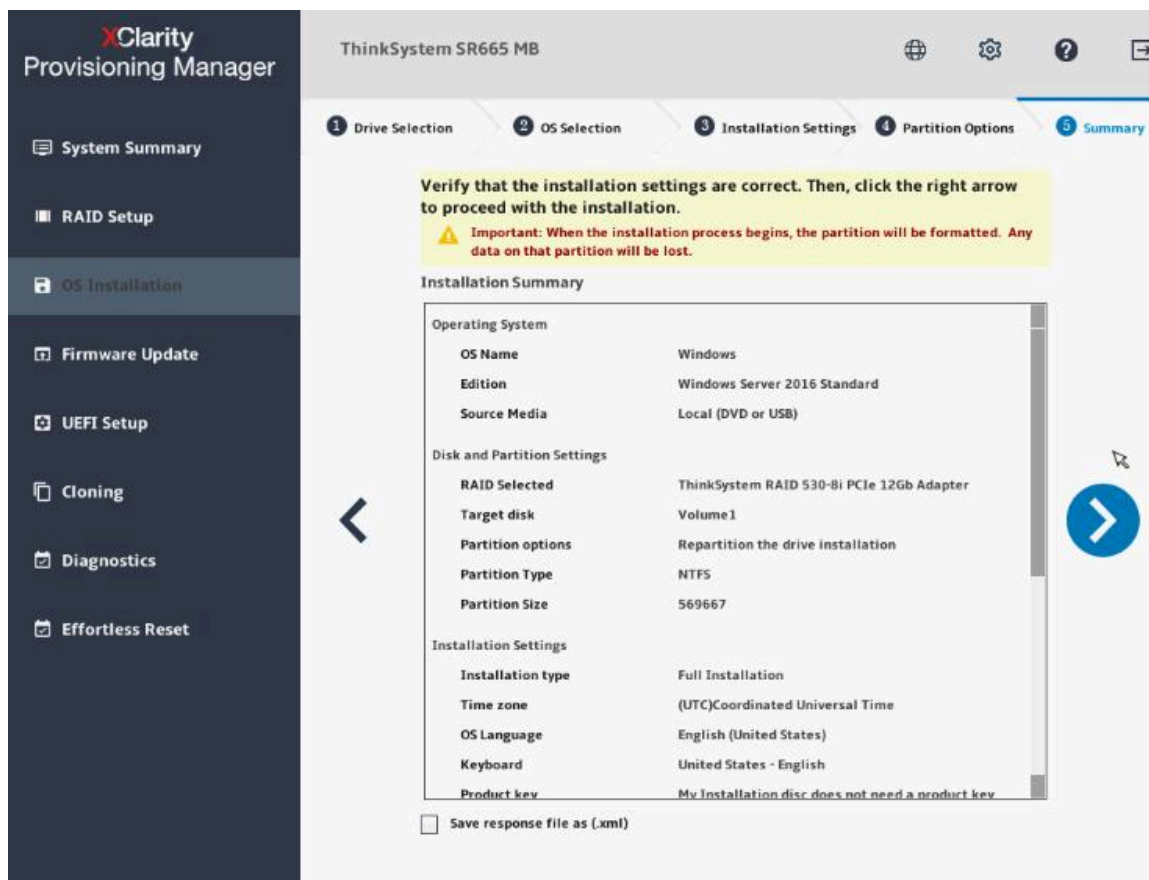 XClarity
Provisioning Manager
System Summary
RAID Setup
OS Installation
Firmware Update
UEFI Setup
Cloning
Diagnostics
Effortless Reset
ThinkSystem SR665 MB
1 Drive Selection
2 OS Selection
3 Installation Settings
4 Partition Options
5 Summary
Verify that the installation settings are correct. Then, click the right arrow
to proceed with the installation.
Important: When the installation process begins, the partition will be formatted. Any
data on that partition will be lost.
Installation Summary
Operating System
OS Name Windows
Edition Windows Server 2016 Standard
Source Media Local (DVD or USB)
Disk and Partition Settings
RAID Selected ThinkSystem RAID 530-8i PCIe 12Gb Adapter
Target disk Volume1
Partition options Repartition the drive installation
Partition Type NTFS
Partition Size 569667
Installation Settings
Installation type Full Installation
Time zone (UTC)Coordinated Universal Time
OS Language English (United States)
Keyboard United States - English
Product key My Installation disc does not need a product key
Save response file as (.xml)